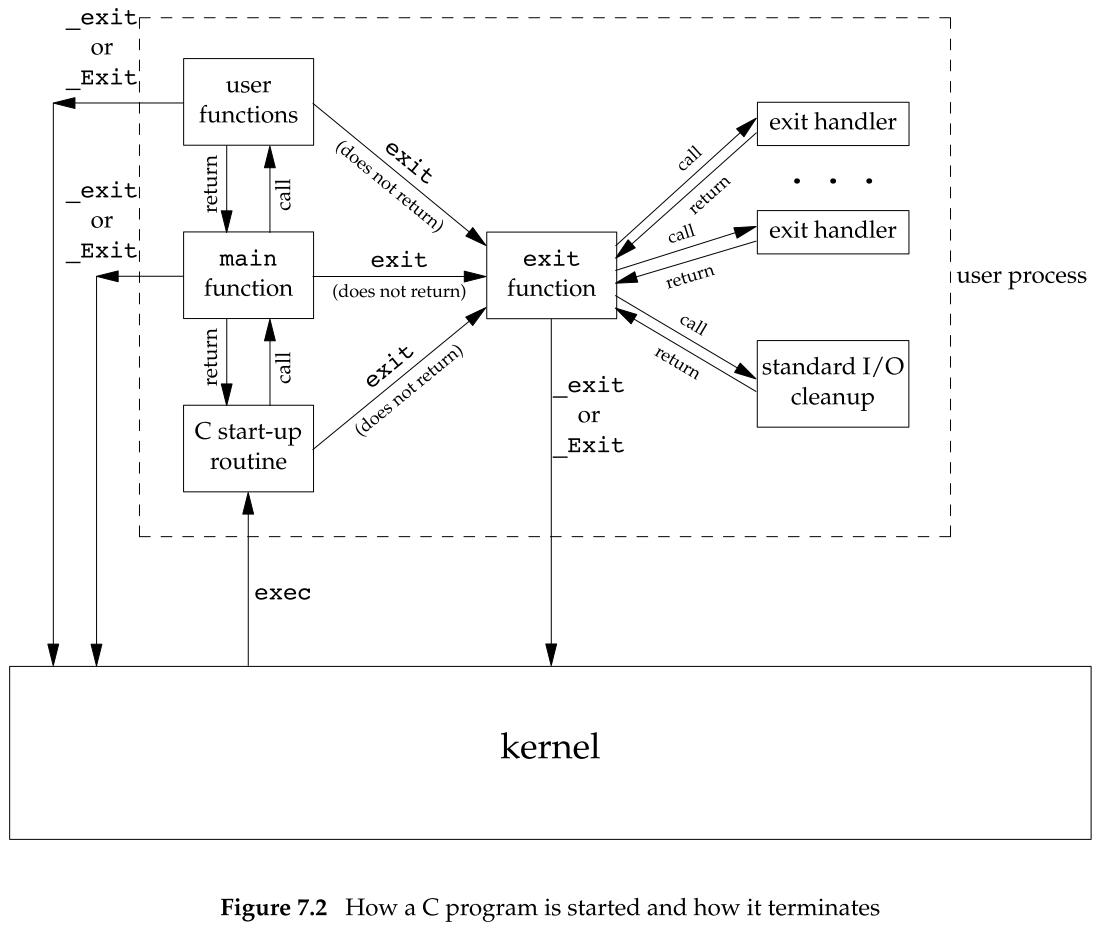 _exit
or
_Exit
user
functions
exit
(does not return)
return
call
_exit
or
_Exit
main
function
exit
(does not return)
return
call
C start-up
routine
exit
(does not return)
exec
exit
function
_exit
or
_Exit
call
return
exit handler
. . .
call
return
exit handler
call
return
standard I/O
cleanup
user process
kernel
Figure 7.2 How a C program is started and how it terminates